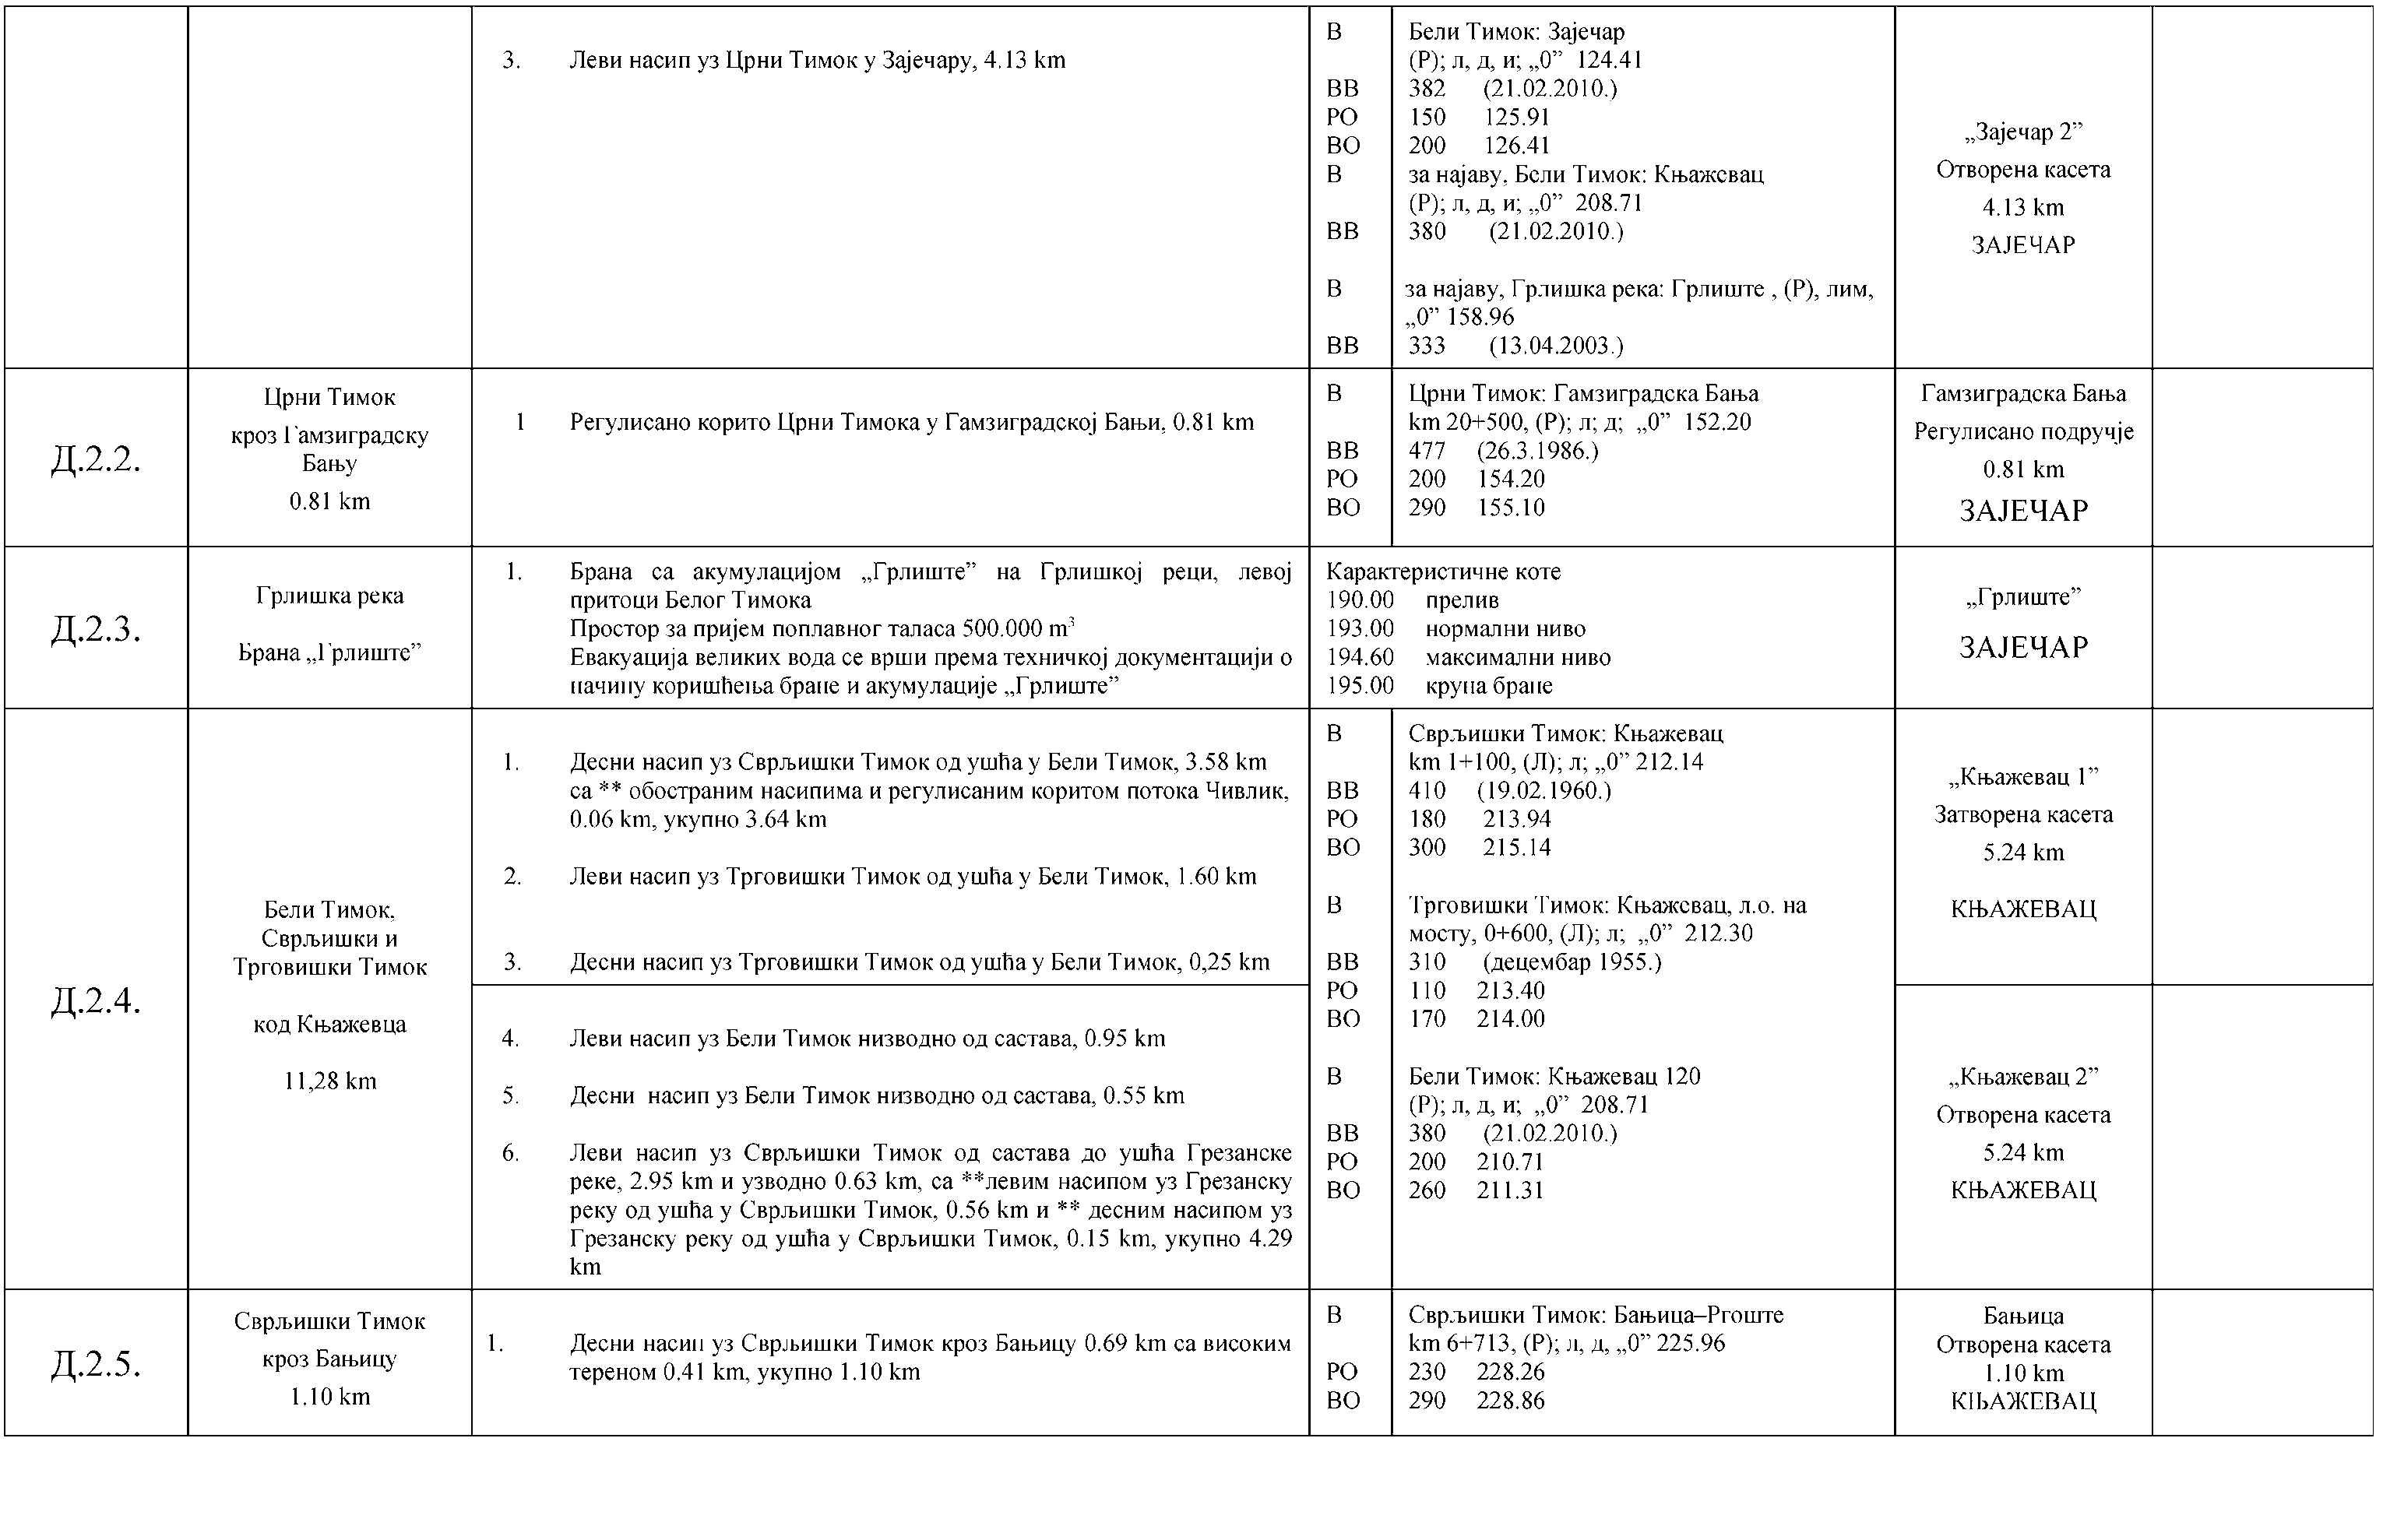 3. Леви насип уз Црни Тимок у Зајечару, 4.13 km
В Бели Тимок: Зајечар
(Р); л, д, и; „0” 124.41
ВВ 382 (21.02.2010.)
РО 150 125.91
ВО 200 126.41
В за најаву, Бели Тимок: Књажевац
(Р); л, д, и; „0” 208.71
ВВ 380 (21.02.2010.)
В за најаву, Грлишка река: Грлиште , (Р), лим,
„0” 158.96
ВВ 333 (13.04.2003.)
„Зајечар 2”
Отворена касета
4.13 km
ЗАЈЕЧАР
Д.2.2.
Црни Тимок
кроз Гамзиградску
Бању
0.81 km
1 Регулисано корито Црни Тимока у Гамзиградској Бањи, 0.81 km
В Црни Тимок: Гамзиградска Бања
km 20+500, (Р); л; д; „0” 152.20
ВВ 477 (26.3.1986.)
РО 200 154.20
ВО 290 155.10
Гамзиградска Бања
Регулисано подручје
0.81 km
ЗАЈЕЧАР
Д.2.3.
Грлишка река
Брана „Грлиште”
1. Брана са акумулацијом „Грлиште” на Грлишкој реци, левој
притоци Белог Тимока
Простор за пријем поплавног таласа 500.000 m³
Евакуација великих вода се врши према техничкој документацији о
начину коришћења бране и акумулације „Грлиште”
Карактеристичне коте
190.00 прелив
193.00 нормални ниво
194.60 максимални ниво
195.00 круна бране
„Грлиште”
ЗАЈЕЧАР
Д.2.4.
Бели Тимок,
Сврљишки и
Трговишки Тимок
код Књажевца
11,28 km
1. Десни насип уз Сврљишки Тимок од ушћа у Бели Тимок, 3.58 km
са ** обостраним насипима и регулисаним коритом потока Чивлик,
0.06 km, укупно 3.64 km
2. Леви насип уз Трговишки Тимок од ушћа у Бели Тимок, 1.60 km
3. Десни насип уз Трговишки Тимок од ушћа у Бели Тимок, 0,25 km
4. Леви насип уз Бели Тимок низводно од састава, 0.95 km
5. Десни насип уз Бели Тимок низводно од састава, 0.55 km
6. Леви насип уз Сврљишки Тимок од састава до ушћа Грезанске
реке, 2.95 km и узводно 0.63 km, са **левим насипом уз Грезанску
реку од ушћа у Сврљишки Тимок, 0.56 km и ** десним насипом уз
Грезанску реку од ушћа у Сврљишки Тимок, 0.15 km, укупно 4.29
km
В Сврљишки Тимок: Књажевац
km 1+100, (Л); л; „0” 212.14
ВВ 410 (19.02.1960.)
РО 180 213.94
ВО 300 215.14
В Трговишки Тимок: Књажевац, л.о. на
мосту, 0+600, (Л); л; „0” 212.30
ВВ 310 (децембар 1955.)
РО 110 213.40
ВО 170 214.00
В Бели Тимок: Књажевац 120
(Р); л, д, и; „0” 208.71
ВВ 380 (21.02.2010.)
РО 200 210.71
ВО 260 211.31
„Књажевац 1”
Затворена касета
5.24 km
КЊАЖЕВАЦ
„Књажевац 2”
Отворена касета
5.24 km
КЊАЖЕВАЦ
Д.2.5.
Сврљишки Тимок
кроз Бањицу
1.10 km
1. Десни насип уз Сврљишки Тимок кроз Бањицу 0.69 km са високим
тереном 0.41 km, укупно 1.10 km
В Сврљишки Тимок: Бањица–Ргоште
km 6+713, (Р); л, д, „0” 225.96
РО 230 228.26
ВО 290 228.86
Бањица
Отворена касета
1.10 km
КЊАЖЕВАЦ